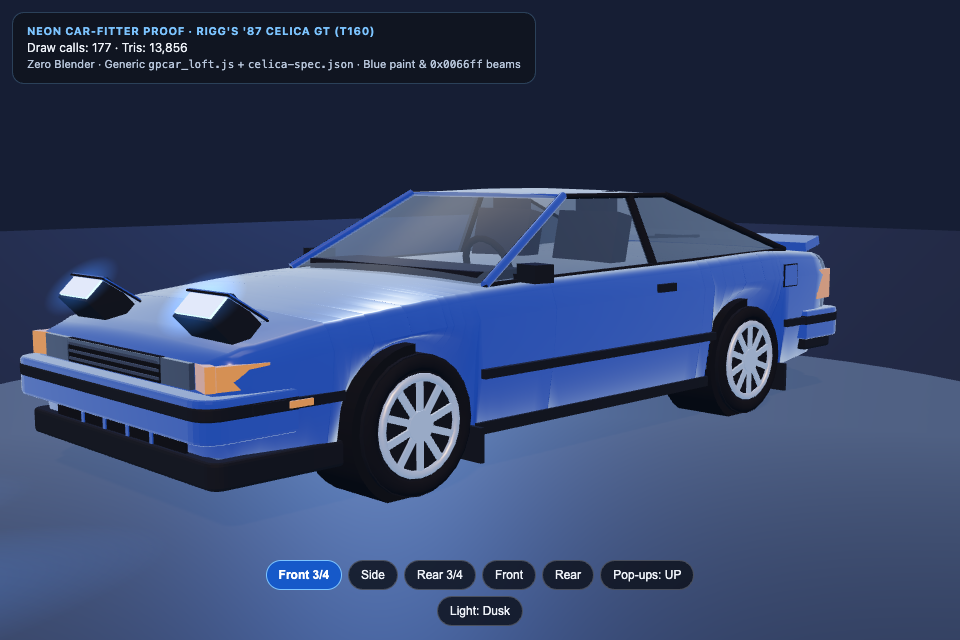 NEON CAR-FITTER PROOF · RIGG'S '87 CELICA GT (T160)
Draw calls: 177 · Tris: 13,856
Zero Blender · Generic gpcar_loft.js + celica-spec.json · Blue paint & 0x0066ff beams
Front 3/4
Side
Rear 3/4
Front
Rear
Pop-ups: UP
Light: Dusk